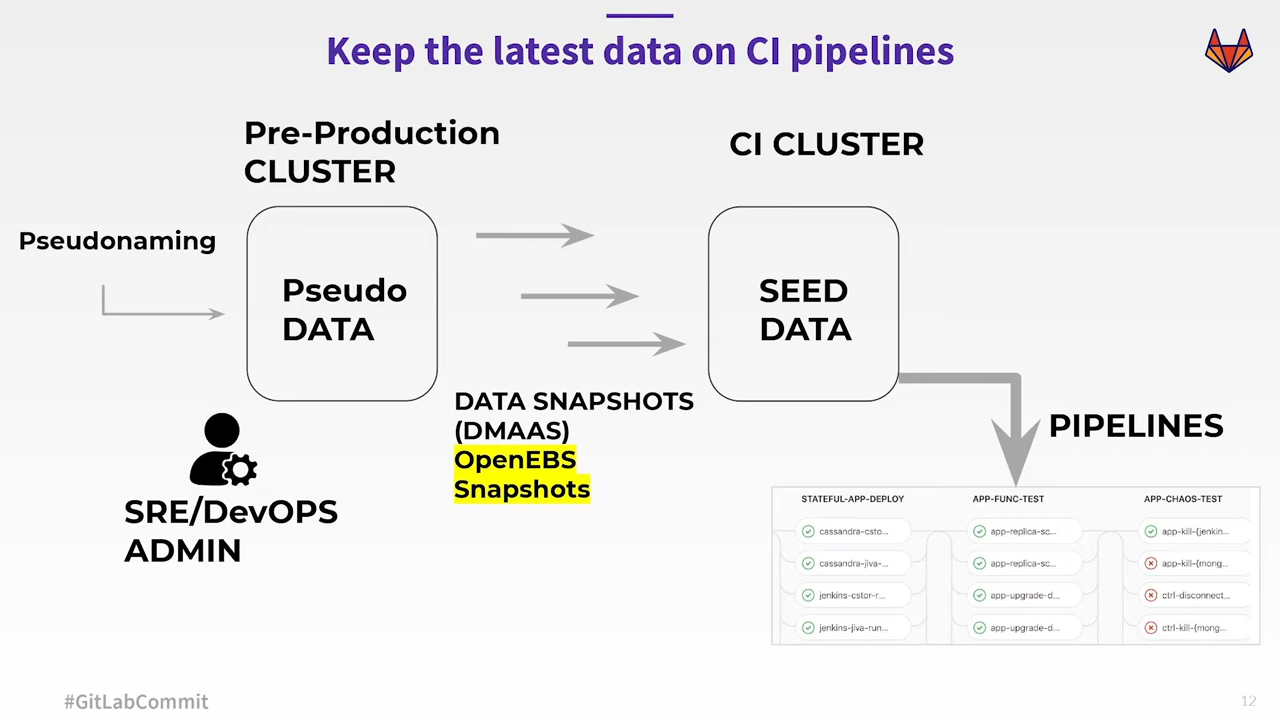 Keep the latest data on CI pipelines
Pre-Production
CLUSTER
CI CLUSTER
Pseudonaming
Pseudo
DATA
SEED
DATA
DATA SNAPSHOTS
(DMAAS)
OpenEBS
Snapshots
SRE/DevOPS
ADMIN
PIPELINES
STATEFUL-APP-DEPLOY
cassandra-csto...
cassandra-jiva-...
jenkins-cstor-r...
jenkins-jiva-run...
APP-FUNC-TEST
app-replica-sc...
app-replica-sc...
app-upgrade-d...
app-upgrade-d...
APP-CHAOS-TEST
app-kill-{jenkin...
app-kill-{mong...
ctrl-disconnect...
ctrl-kill-{mong...
#GitLabCommit
12